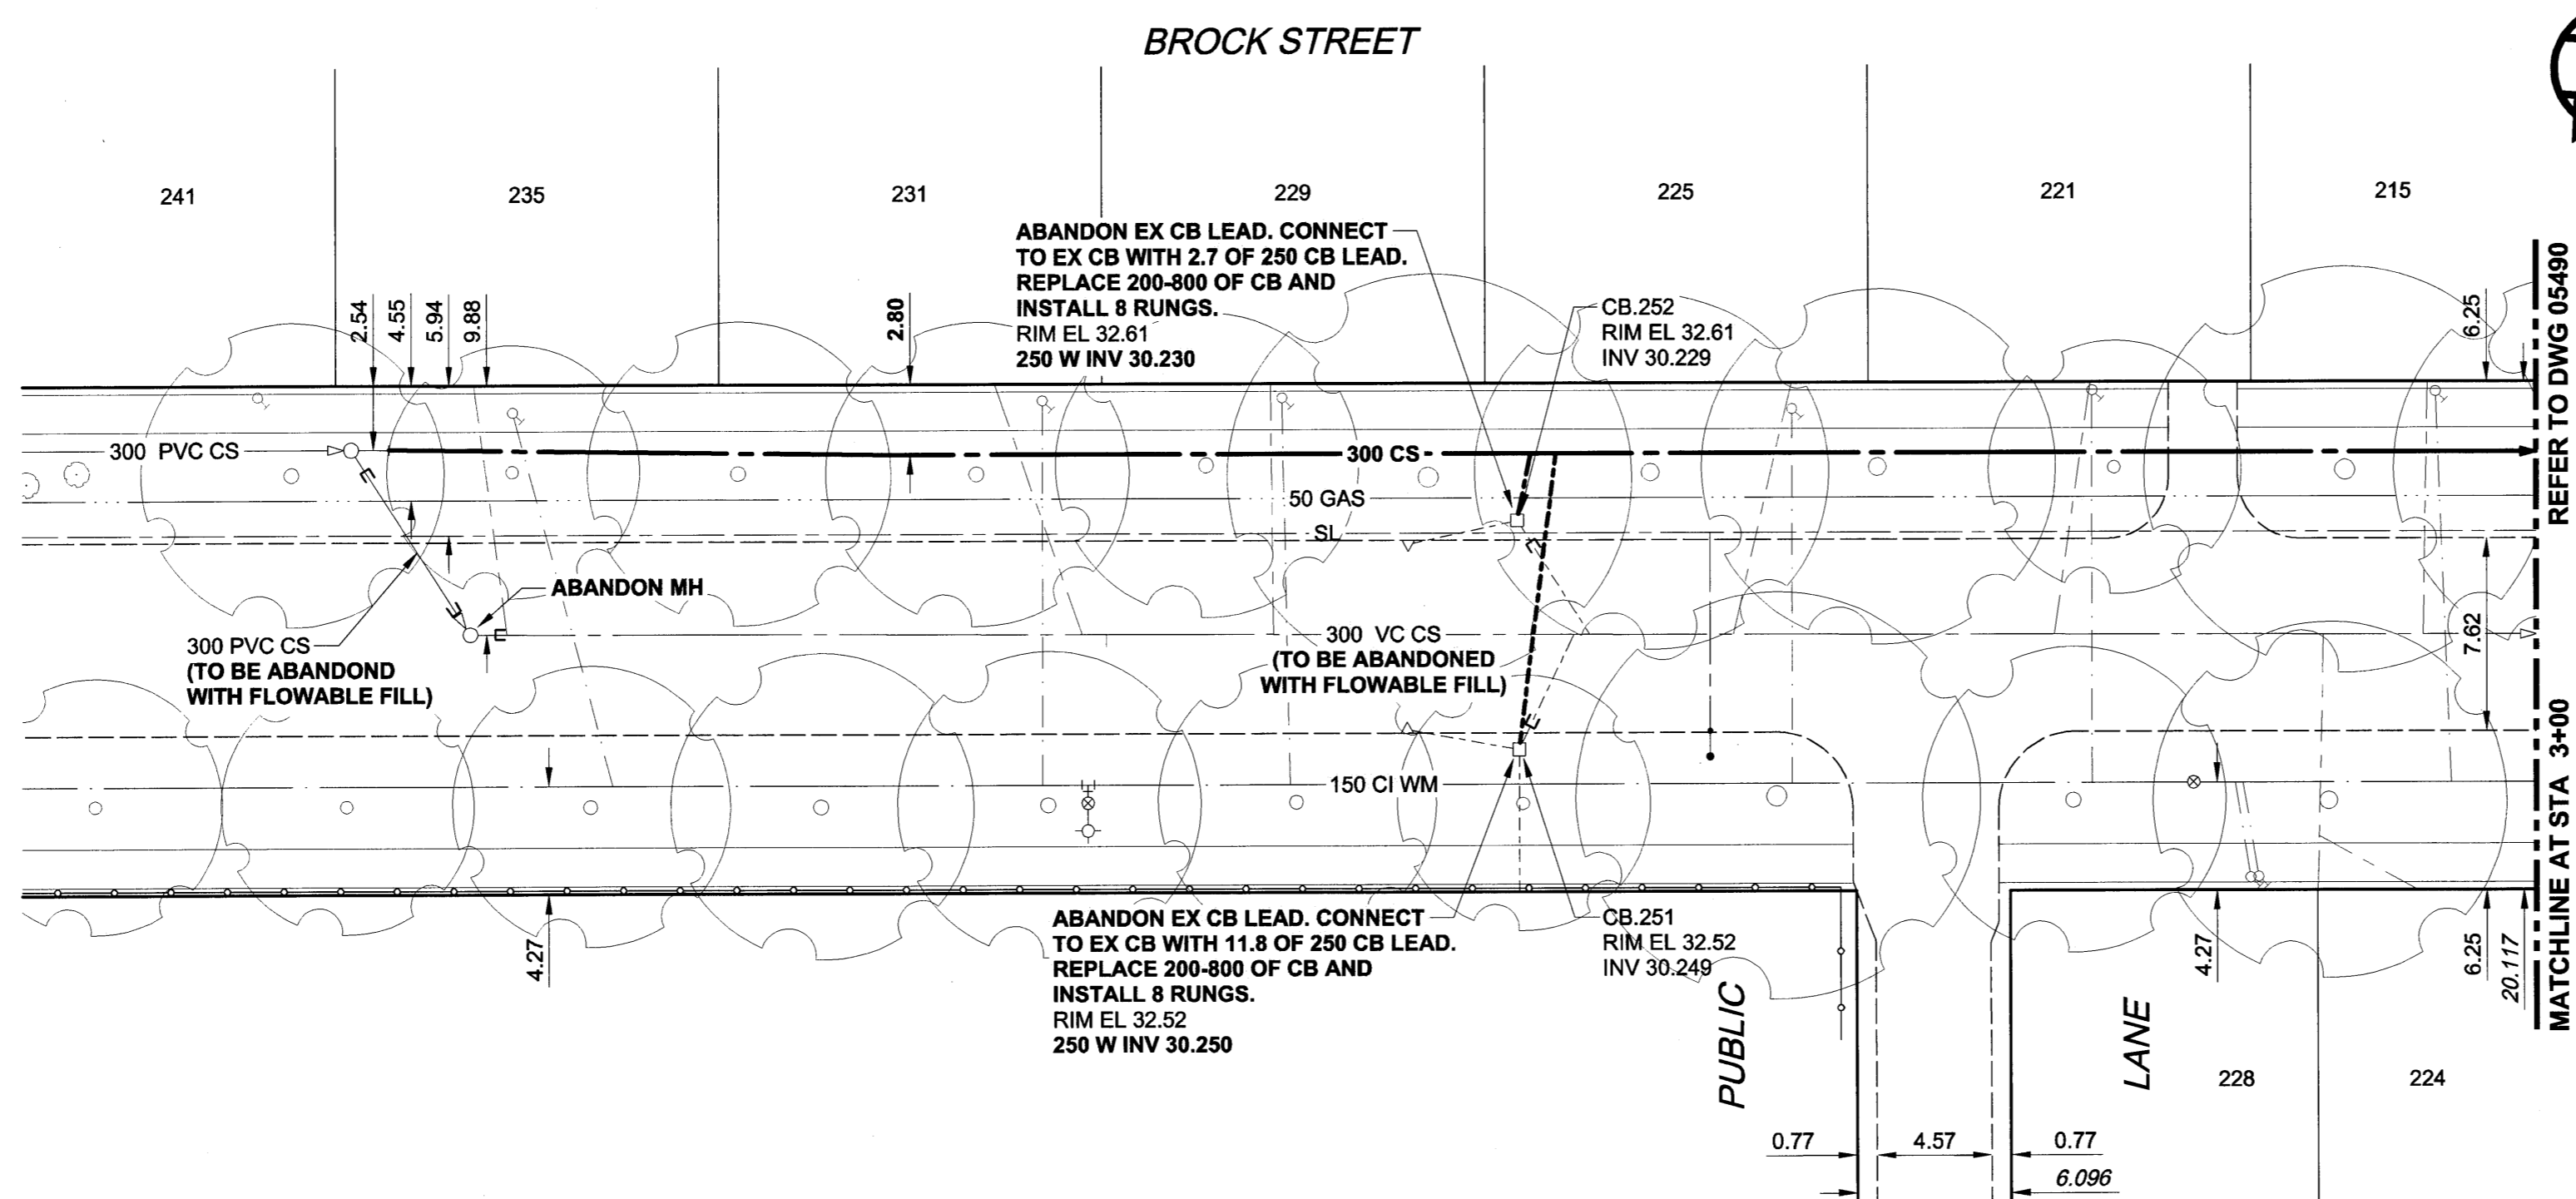 BROCK STREET
241
235
231
229
225
221
215
ABANDON EX CB LEAD. CONNECT
TO EX CB WITH 2.7 OF 250 CB LEAD.
REPLACE 200-800 OF CB AND
INSTALL 8 RUNGS.
RIM EL 32.61
250 W INV 30.230
CB.252
RIM EL 32.61
INV 30.229
2.54
4.55
5.94
9.88
2.80
6.25
300 PVC CS
300 CS
50 GAS
SL
ABANDON MH
300 PVC CS
(TO BE ABANDOND
WITH FLOWABLE FILL)
300 VC CS
(TO BE ABANDONED
WITH FLOWABLE FILL)
7.62
150 CI WM
4.27
ABANDON EX CB LEAD. CONNECT
TO EX CB WITH 11.8 OF 250 CB LEAD.
REPLACE 200-800 OF CB AND
INSTALL 8 RUNGS.
RIM EL 32.52
250 W INV 30.250
CB.251
RIM EL 32.52
INV 30.249
PUBLIC
LANE
4.27
6.25
20.117
228
224
0.77
4.57
0.77
6.096
MATCHLINE AT STA 3+00
REFER TO DWG 05490